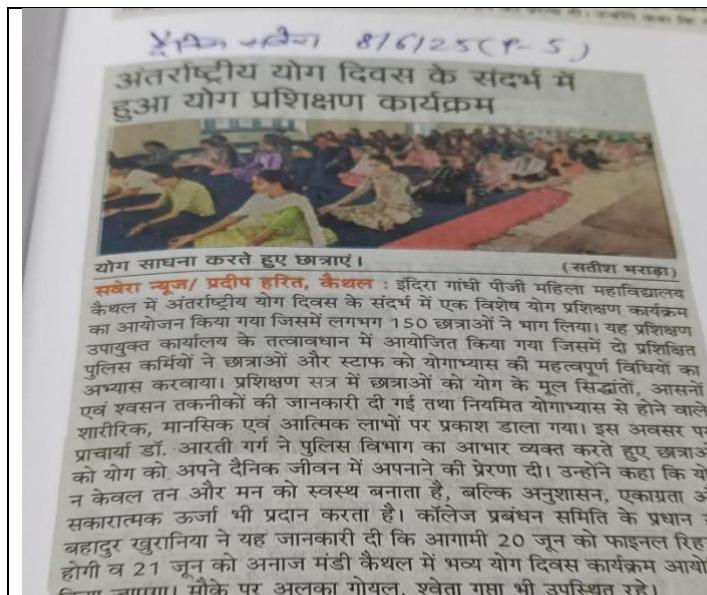 दैनिक सवेरा 8/6/25 (P-5)
अंतर्राष्ट्रीय योग दिवस के संदर्भ में
हुआ योग प्रशिक्षण कार्यक्रम
योग साधना करते हुए छात्राएं। (सतीश भराड़ा)
सवेरा न्यूज/ प्रदीप हरित, कैथल : इंदिरा गांधी पीजी महिला महाविद्यालय
कैथल में अंतर्राष्ट्रीय योग दिवस के संदर्भ में एक विशेष योग प्रशिक्षण कार्यक्रम
का आयोजन किया गया जिसमें लगभग 150 छात्राओं ने भाग लिया। यह प्रशिक्षण
उपायुक्त कार्यालय के तत्वावधान में आयोजित किया गया जिसमें दो प्रशिक्षित
पुलिस कर्मियों ने छात्राओं और स्टाफ को योगाभ्यास की महत्वपूर्ण विधियों का
अभ्यास करवाया। प्रशिक्षण सत्र में छात्राओं को योग के मूल सिद्धांतों, आसनों
एवं श्वसन तकनीकों की जानकारी दी गई तथा नियमित योगाभ्यास से होने वाले
शारीरिक, मानसिक एवं आत्मिक लाभों पर प्रकाश डाला गया। इस अवसर
प्राचार्या डॉ. आरती गर्ग ने पुलिस विभाग का आभार व्यक्त करते हुए
को योग को अपने दैनिक जीवन में अपनाने की प्रेरणा दी। उन्होंने कहा कि
न केवल तन और मन को स्वस्थ बनाता है, बल्कि अनुशासन, एकाग्रता
सकारात्मक ऊर्जा भी प्रदान करता है। कॉलेज प्रबंधन समिति के प्रधान
बहादुर खुरानिया ने यह जानकारी दी कि आगामी 20 जून को फाइनल
होगी व 21 जून को अनाज मंडी कैथल में भव्य योग दिवस कार्यक्रम
किया जाएगा। मौके पर अलका गोयल, श्वेता गुप्ता भी उपस्थित रहे।